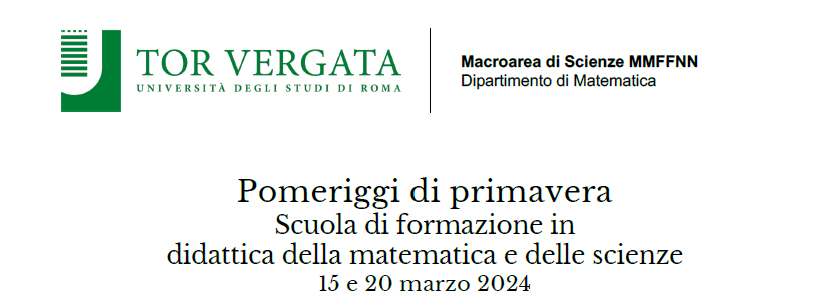 TOR VERGATA
UNIVERSITÀ DEGLI STUDI DI ROMA
Macroarea di Scienze MMFFNN
Dipartimento di Matematica
Pomeriggi di primavera
Scuola di formazione in
didattica della matematica e delle scienze
15 e 20 marzo 2024